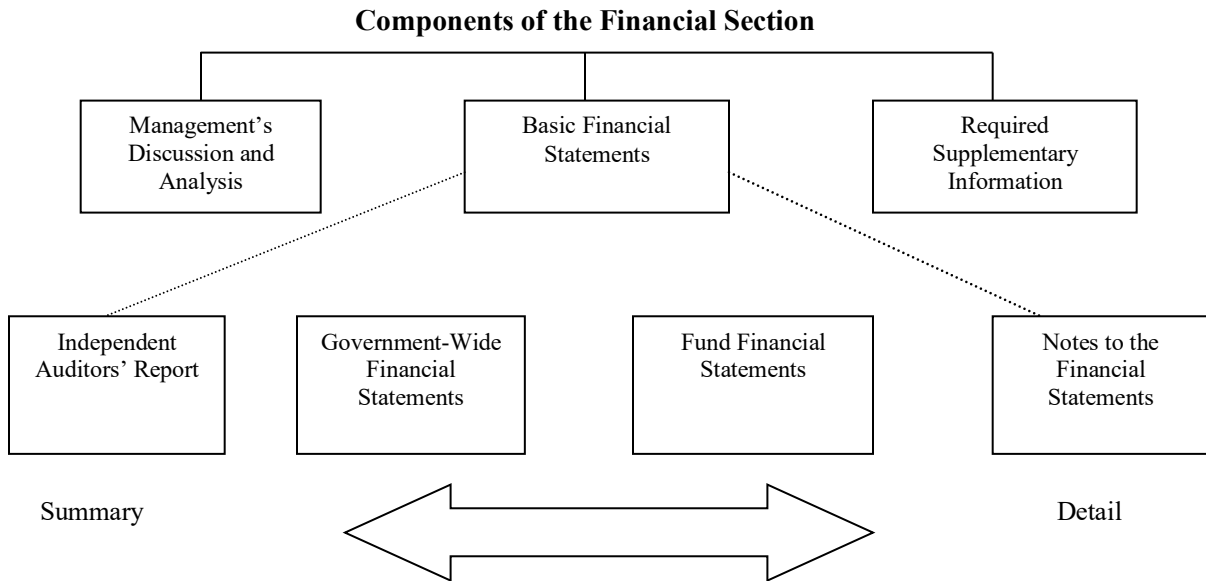 Components of the Financial Section
Management’s
Discussion and
Analysis
Basic Financial
Statements
Required
Supplementary
Information
Independent
Auditors’ Report
Government-Wide
Financial
Statements
Fund Financial
Statements
Notes to the
Financial
Statements
Summary
Detail